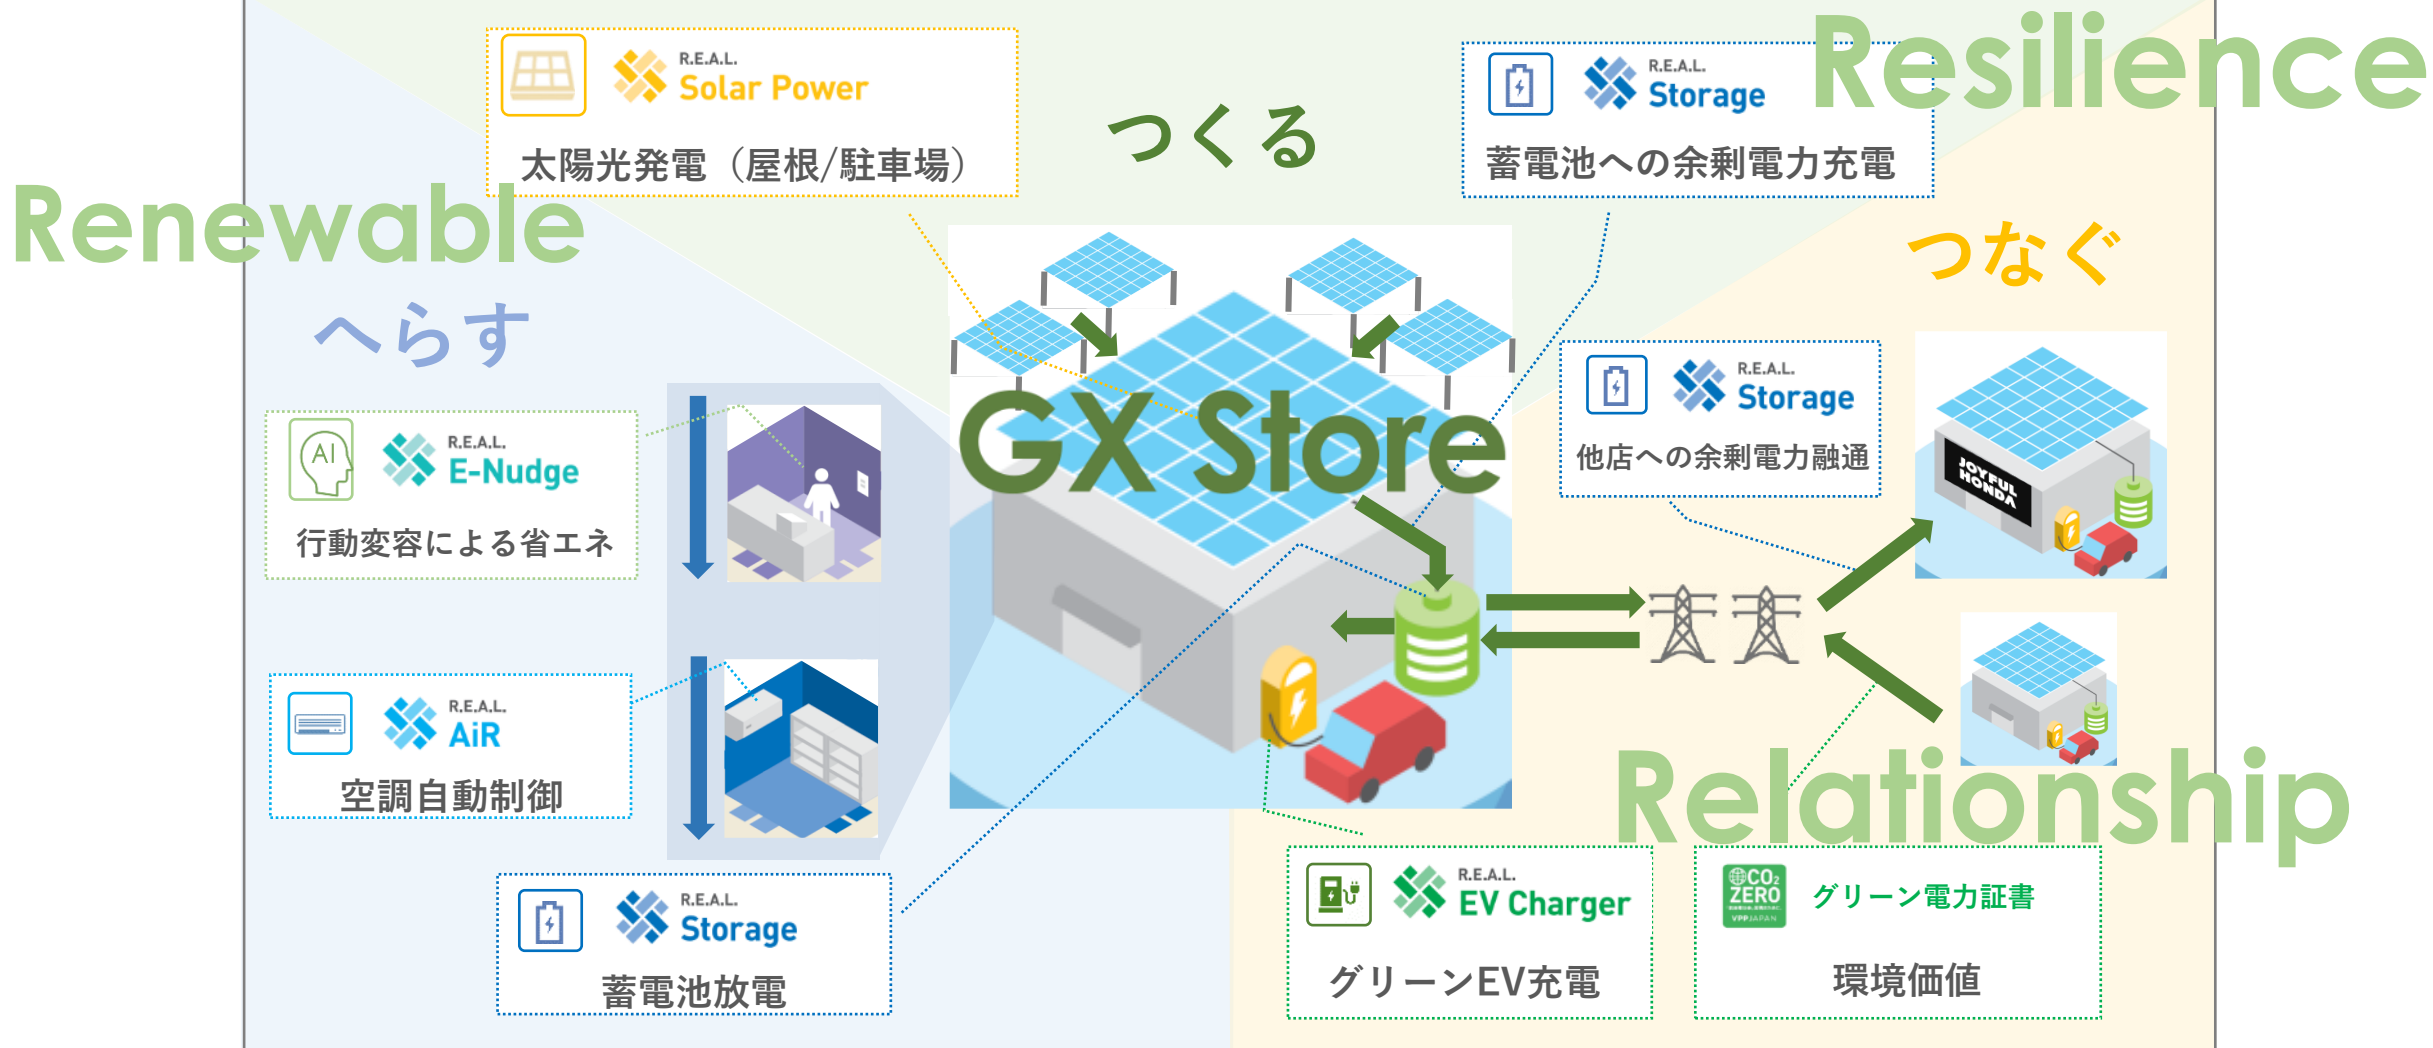 Resilience
R.E.A.L.
Solar Power
太陽光発電（屋根/駐車場）
つくる
R.E.A.L.
Storage
蓄電池への余剰電力充電
Renewable
へらす
つなぐ
GX Store
R.E.A.L.
Storage
他店への余剰電力融通
JOYFUL
HONDA
AI
R.E.A.L.
E-Nudge
行動変容による省エネ
R.E.A.L.
AiR
空調自動制御
Relationship
R.E.A.L.
Storage
蓄電池放電
R.E.A.L.
EV Charger
グリーンEV充電
CO₂
ZERO
VPP JAPAN
グリーン電力証書
環境価値